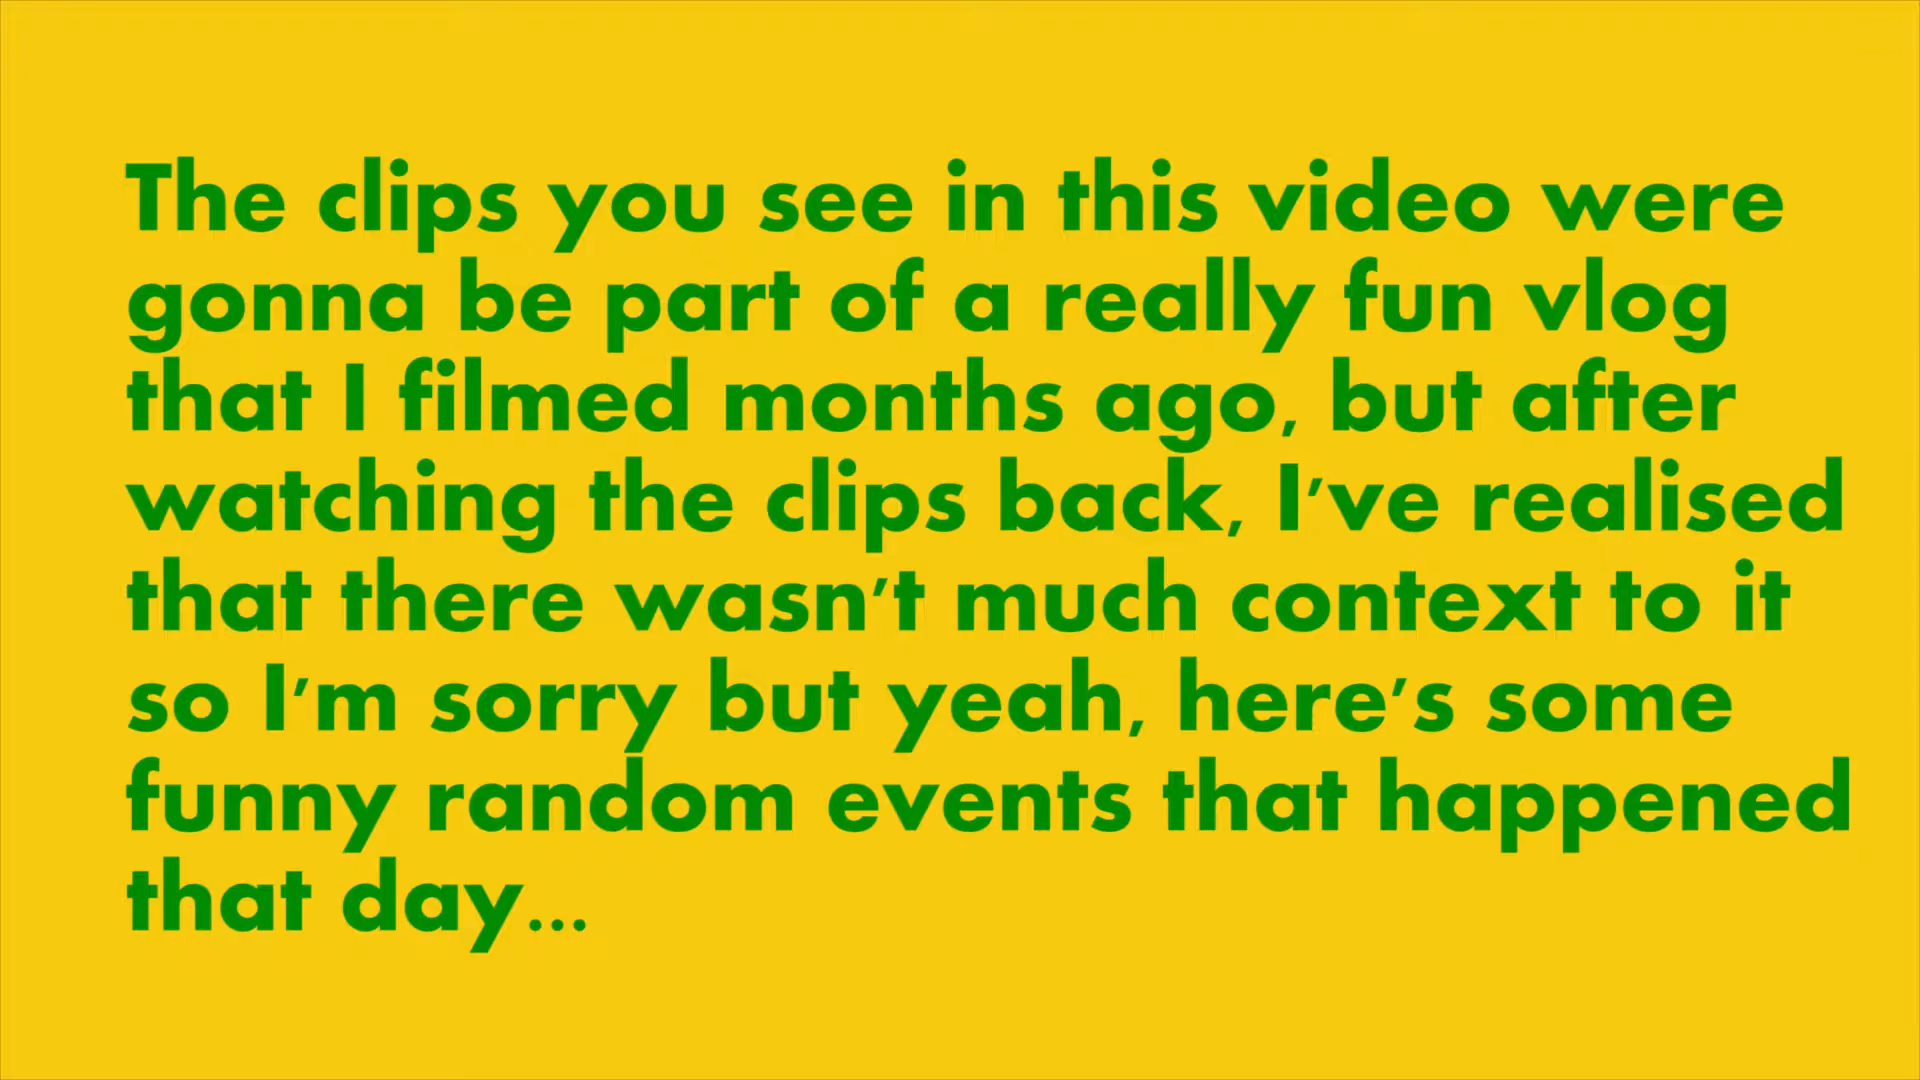 The clips you see in this video were
gonna be part of a really fun vlog
that I filmed months ago, but after
watching the clips back, I’ve realised
that there wasn’t much context to it
so I’m sorry but yeah, here’s some
funny random events that happened
that day...